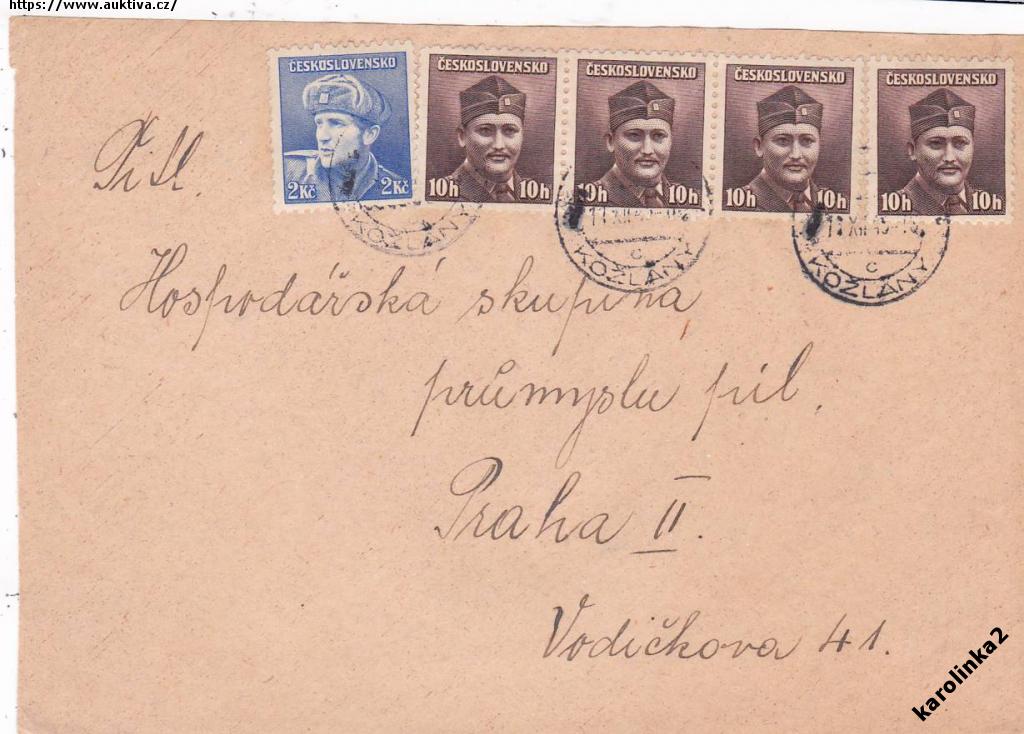 https://www.auktiva.cz/
ČESKOSLOVENSKO ČESKOSLOVENSKO ČESKOSLOVENSKO ČESKOSLOVENSKO ČESKOSLOVENSKO
2Kč 2Kč 10h 10h 10h 10h 10h 10h 10h 10h
KOŽLANY C KOŽLANY C KOŽLANY
Titl.
Hospodářská skupina
průmyslu pil.
Praha II.
Vodičkova 41.
karolinka2